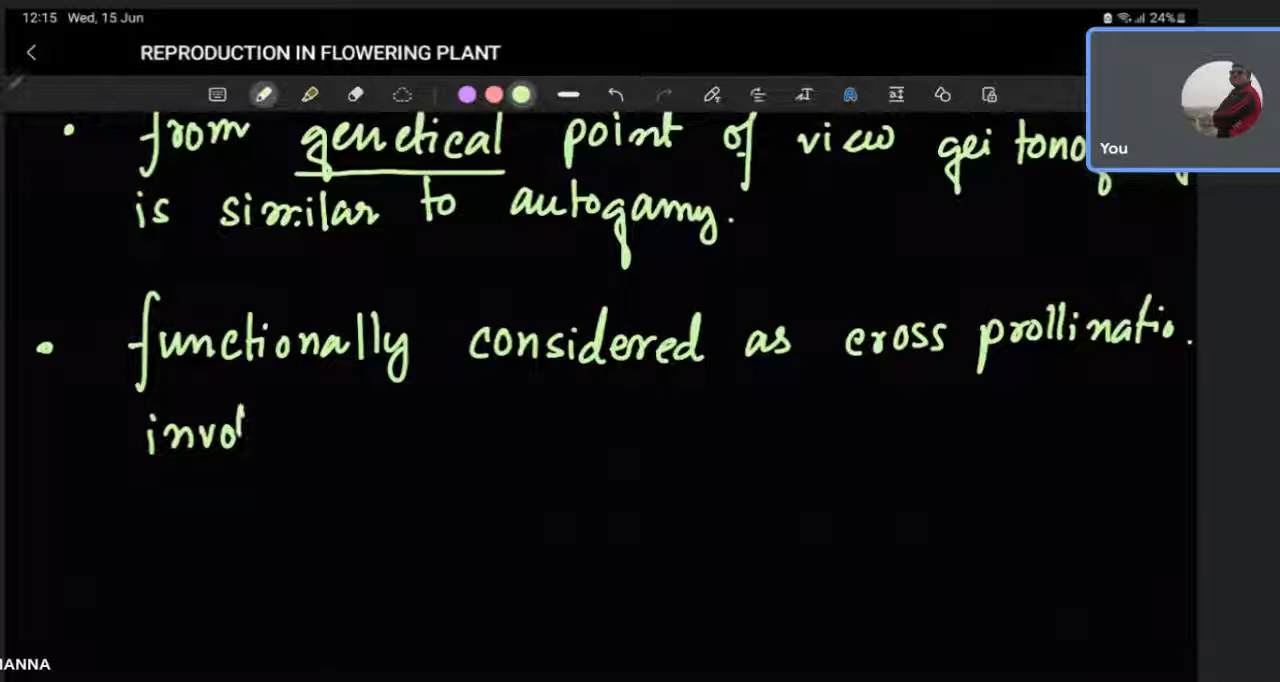 12:15 Wed, 15 Jun
24%
REPRODUCTION IN FLOWERING PLANT
You
• from genetical point of view geitono
is similar to autogamy.
• functionally considered as cross prollinatio.
invol
MANNA